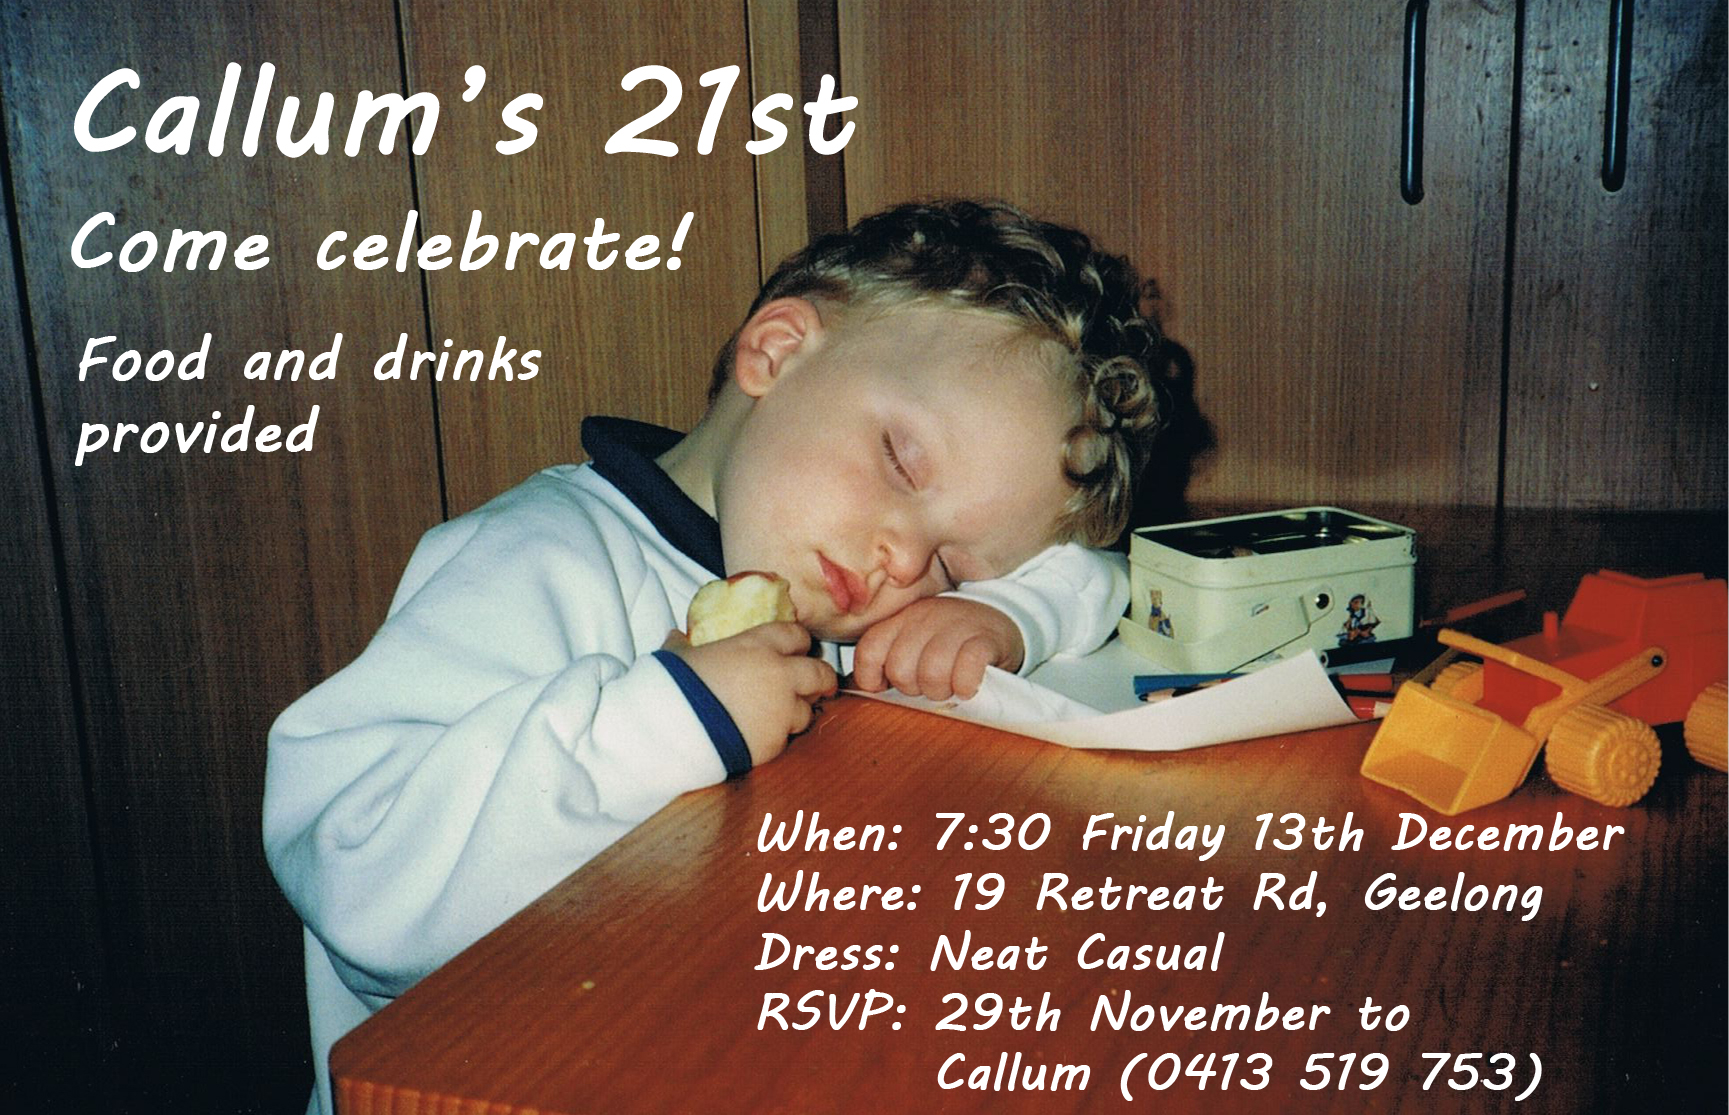 Callum’s 21st
Come celebrate!
Food and drinks
provided
When: 7:30 Friday 13th December
Where: 19 Retreat Rd, Geelong
Dress: Neat Casual
RSVP: 29th November to
Callum (0413 519 753)